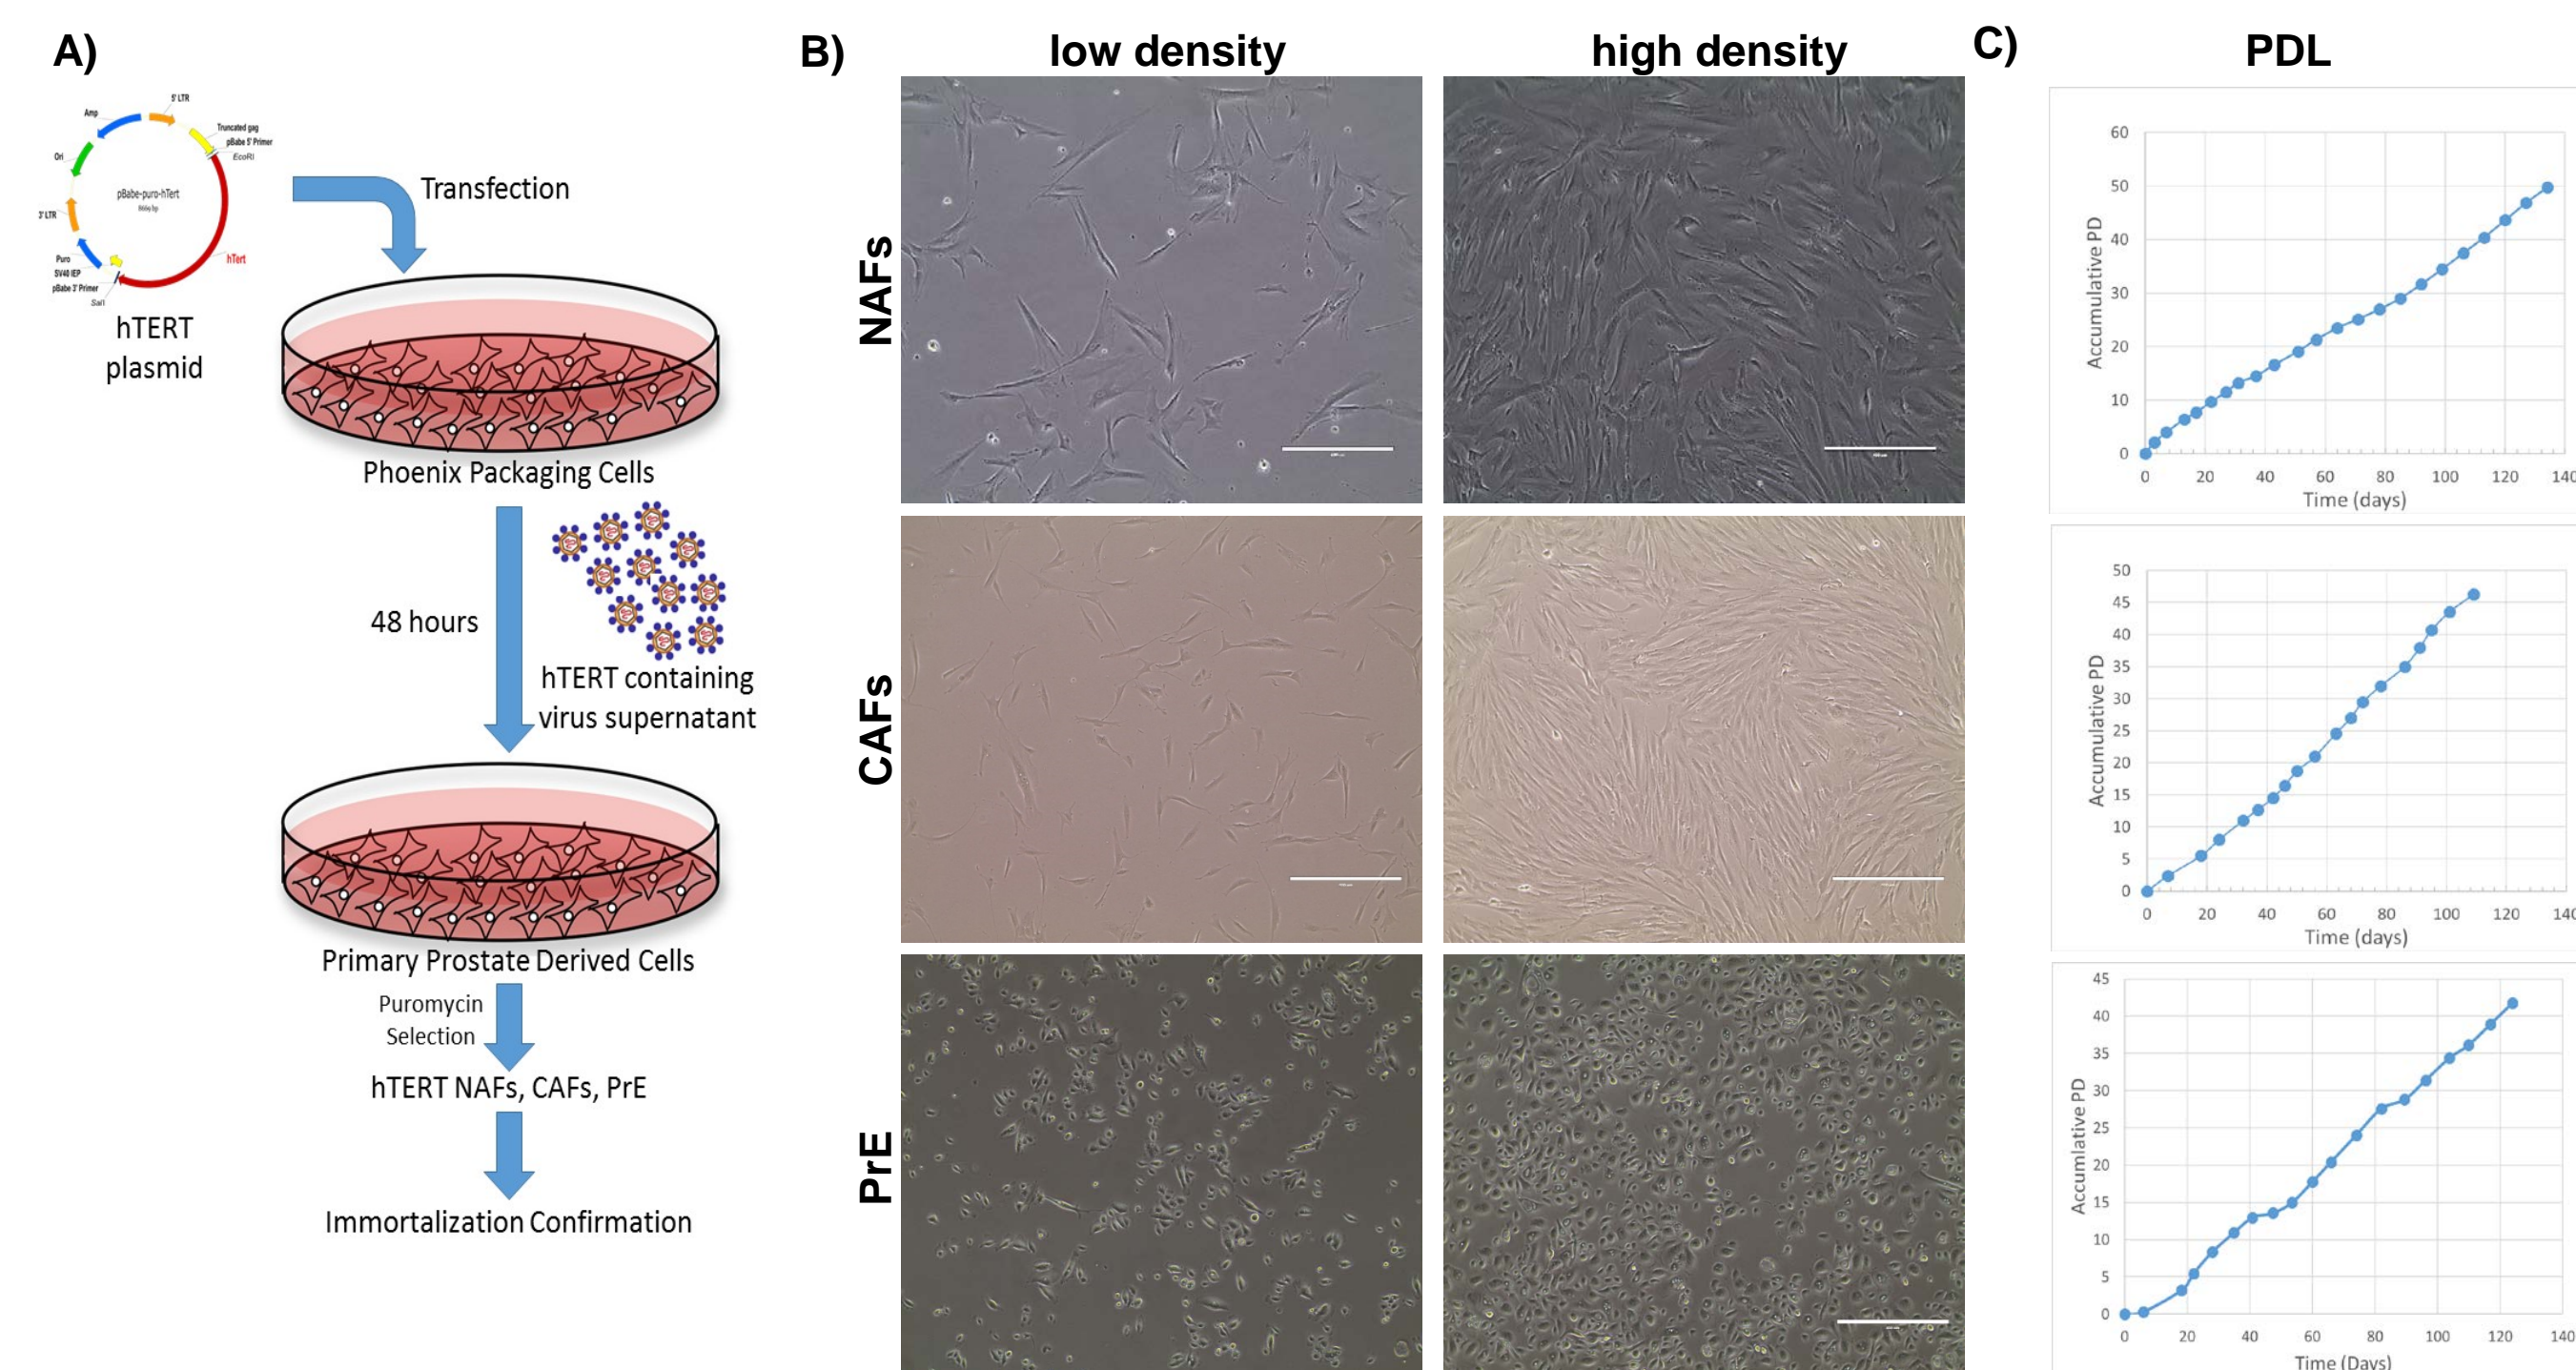 A)
5' LTR
Amp
Truncated gag
pBabe 5' Primer
EcoRI
Ori
pBabe-puro-hTert
3' LTR
Puro
SV40 IEP
pBabe 3' Primer
SalI
hTert
hTERT
plasmid
Transfection
Phoenix Packaging Cells
48 hours
hTERT containing
virus supernatant
Primary Prostate Derived Cells
Puromycin
Selection
hTERT NAFs, CAFs, PrE
Immortalization Confirmation
B)
low density
high density
NAFs
CAFs
PrE
C)
PDL
Accumulative PD
60
50
40
30
20
10
0
0 20 40 60 80 100 120 140
Time (days)
Accumulative PD
50
45
40
35
30
25
20
15
10
5
0
0 20 40 60 80 100 120 140
Time (days)
Accumlative PD
45
40
35
30
25
20
15
10
5
0
0 20 40 60 80 100 120 140
Time (Days)